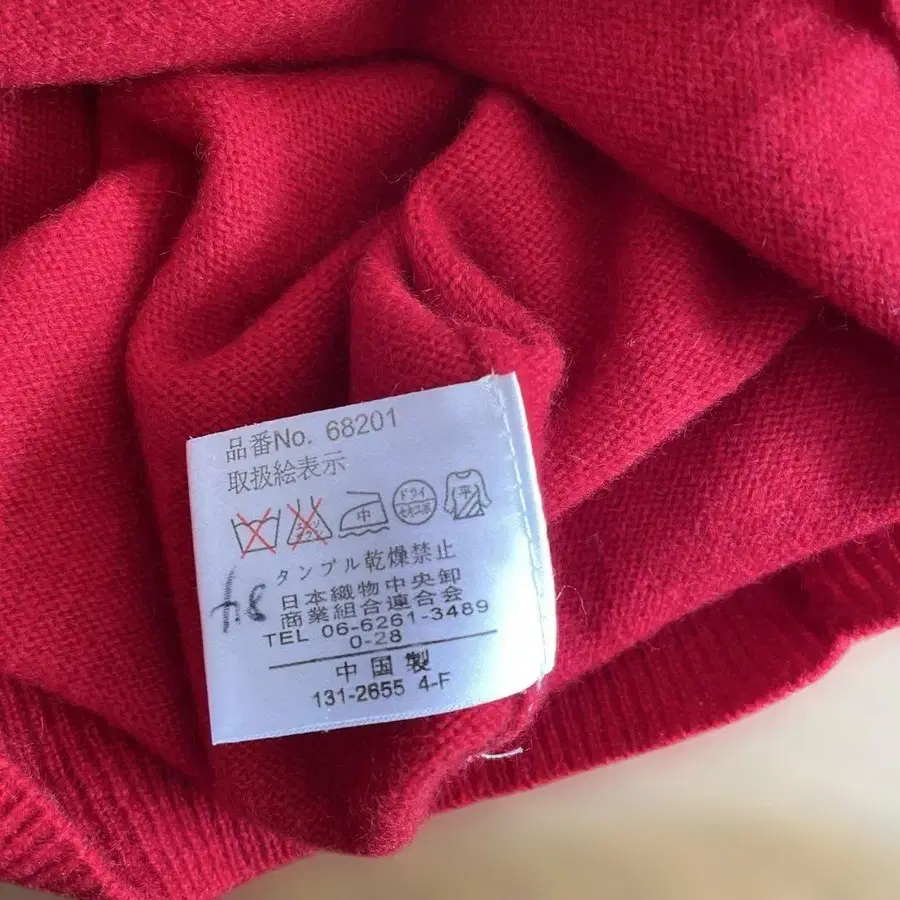 品番No. 68201
取扱絵表示
中 ドライ セキユ系 平
タンブル乾燥禁止
日本織物中央卸
商業組合連合会
TEL 06-6261-3489
0-28
中国製
131-2655 4-F